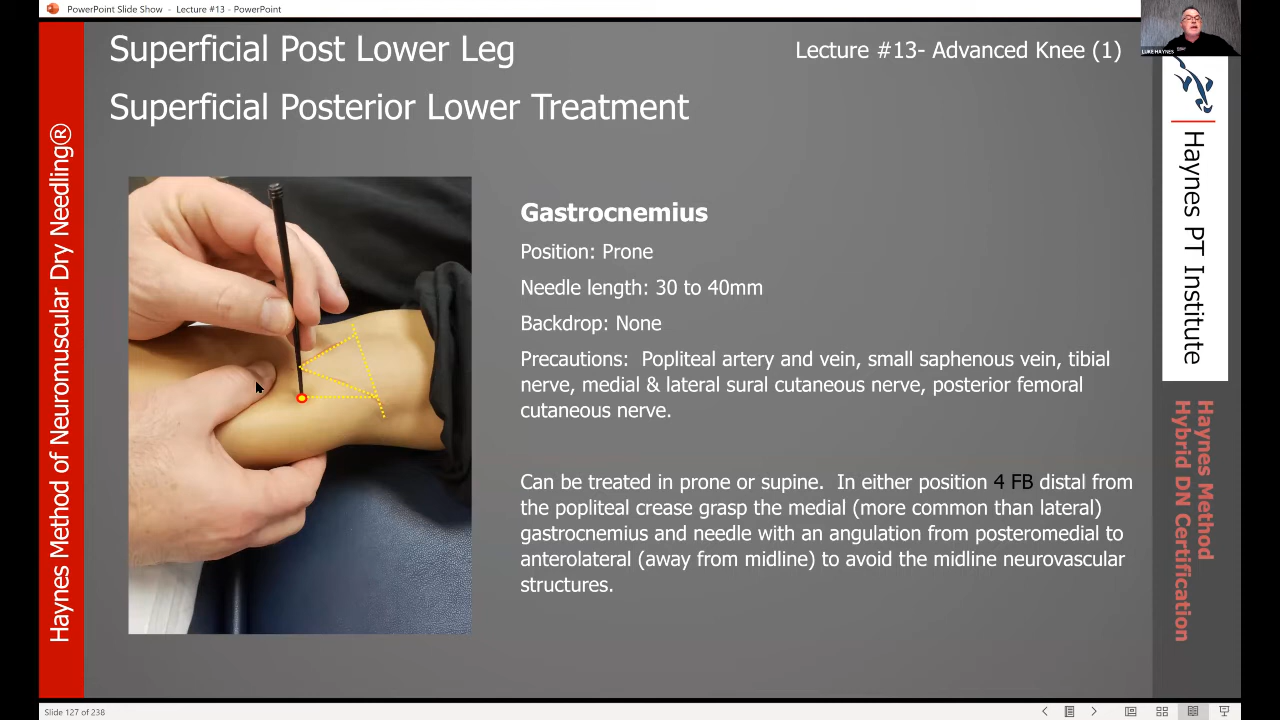 PowerPoint Slide Show - Lecture #13 - PowerPoint
LUKE HAYNES
Superficial Post Lower Leg
Lecture #13- Advanced Knee (1)
Superficial Posterior Lower Treatment
Haynes Method of Neuromuscular Dry Needling®
Gastrocnemius
Position: Prone
Needle length: 30 to 40mm
Backdrop: None
Precautions: Popliteal artery and vein, small saphenous vein, tibial
nerve, medial & lateral sural cutaneous nerve, posterior femoral
cutaneous nerve.
Can be treated in prone or supine. In either position 4 FB distal from
the popliteal crease grasp the medial (more common than lateral)
gastrocnemius and needle with an angulation from posteromedial to
anterolateral (away from midline) to avoid the midline neurovascular
structures.
Haynes PT Institute
Haynes Method
Hybrid DN Certification
Slide 127 of 238